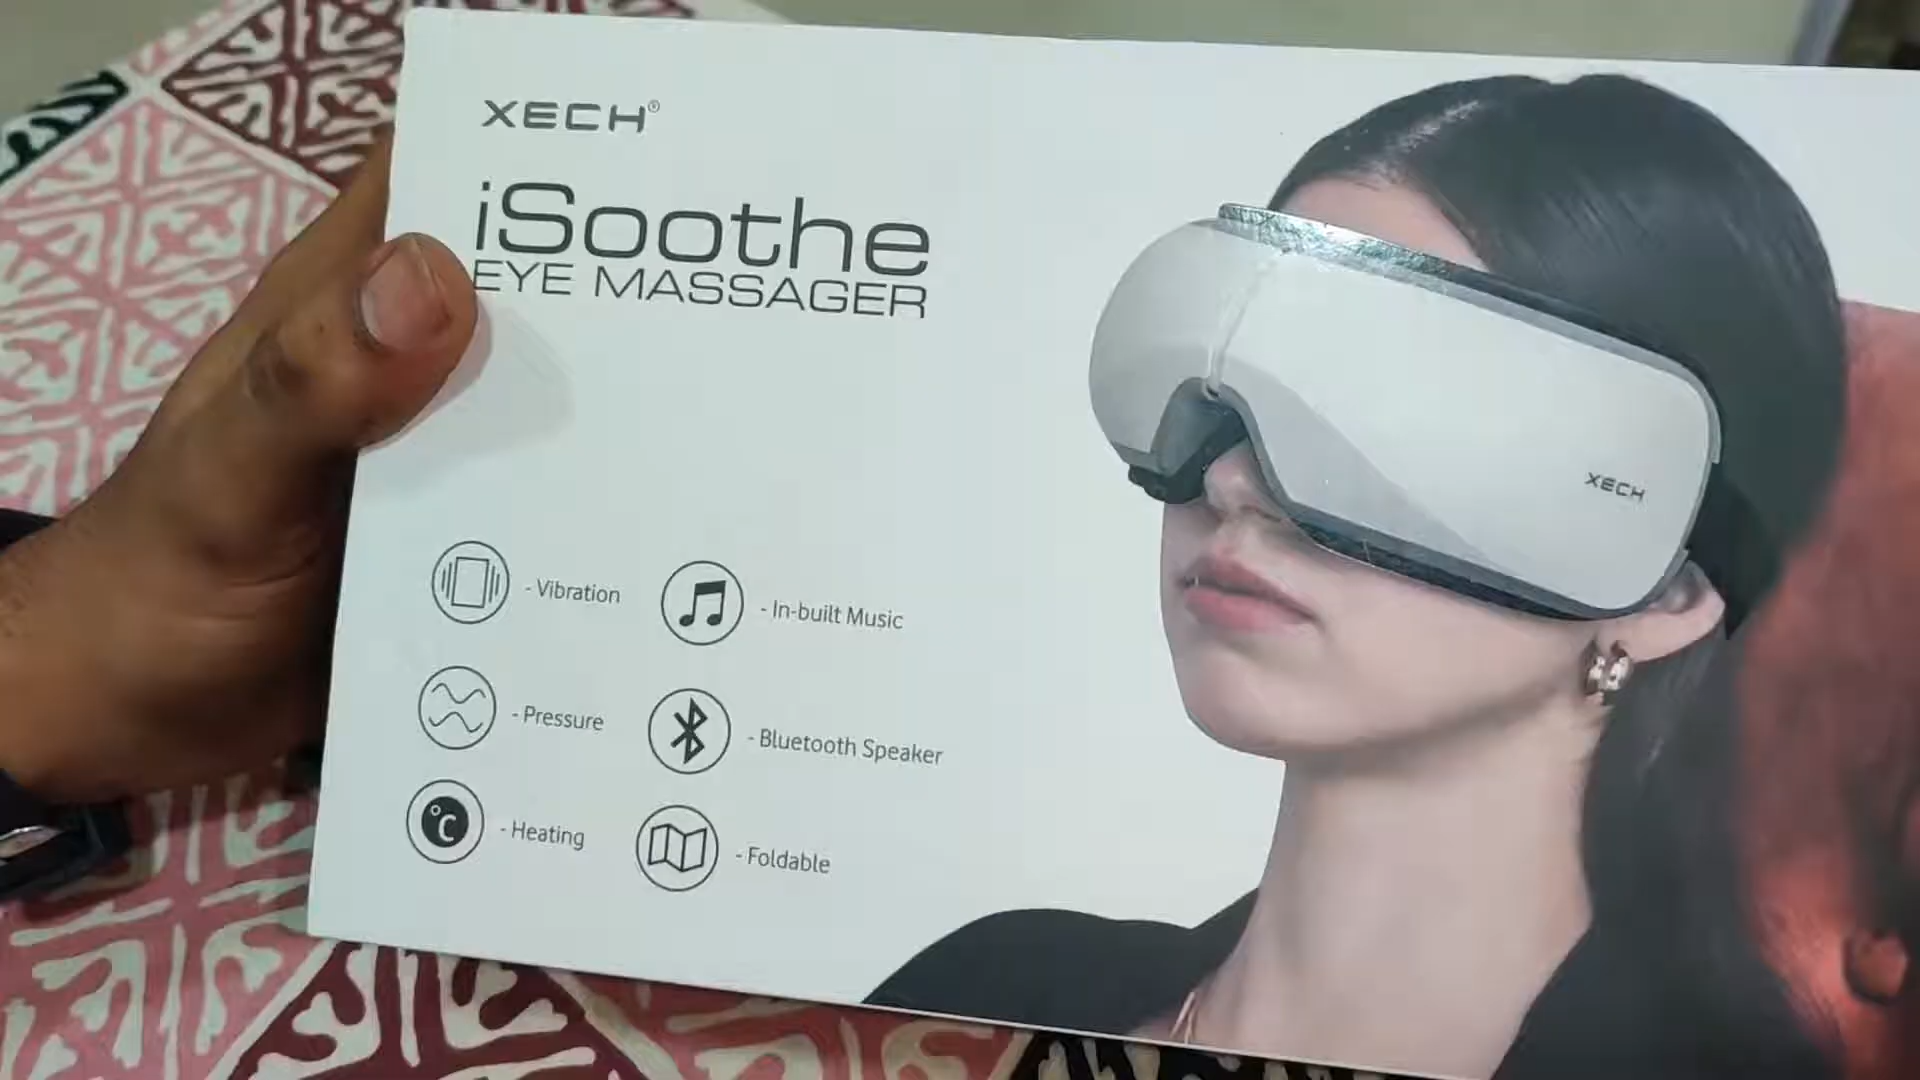 XECH®
iSoothe
EYE MASSAGER
XECH
- Vibration
- In-built Music
- Pressure
- Bluetooth Speaker
°C
- Heating
- Foldable